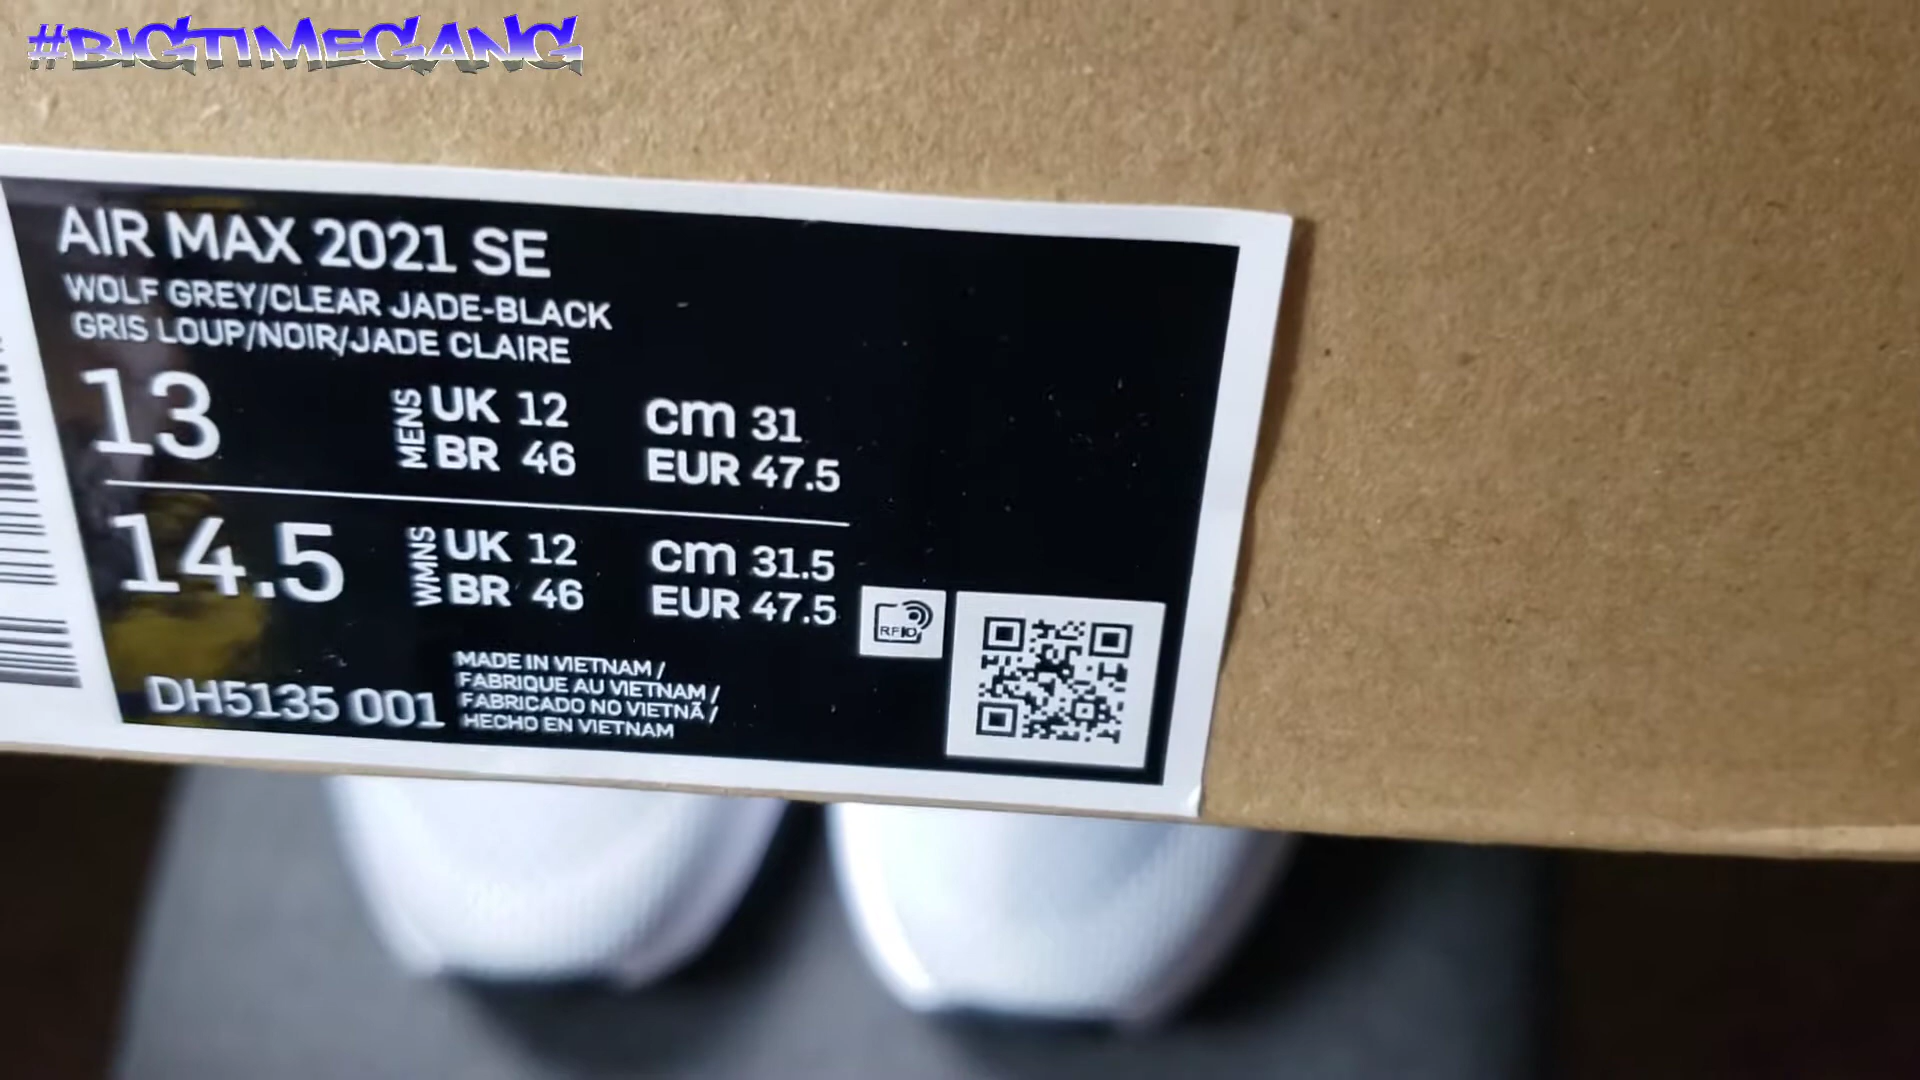 #BIGTIMEGANG
AIR MAX 2021 SE
WOLF GREY/CLEAR JADE-BLACK
GRIS LOUP/NOIR/JADE CLAIRE
13 MENS UK 12 cm 31
BR 46 EUR 47.5
14.5 WMNS UK 12 cm 31.5
BR 46 EUR 47.5
RFID
DH5135 001
MADE IN VIETNAM /
FABRIQUE AU VIETNAM /
FABRICADO NO VIETNÃ /
HECHO EN VIETNAM